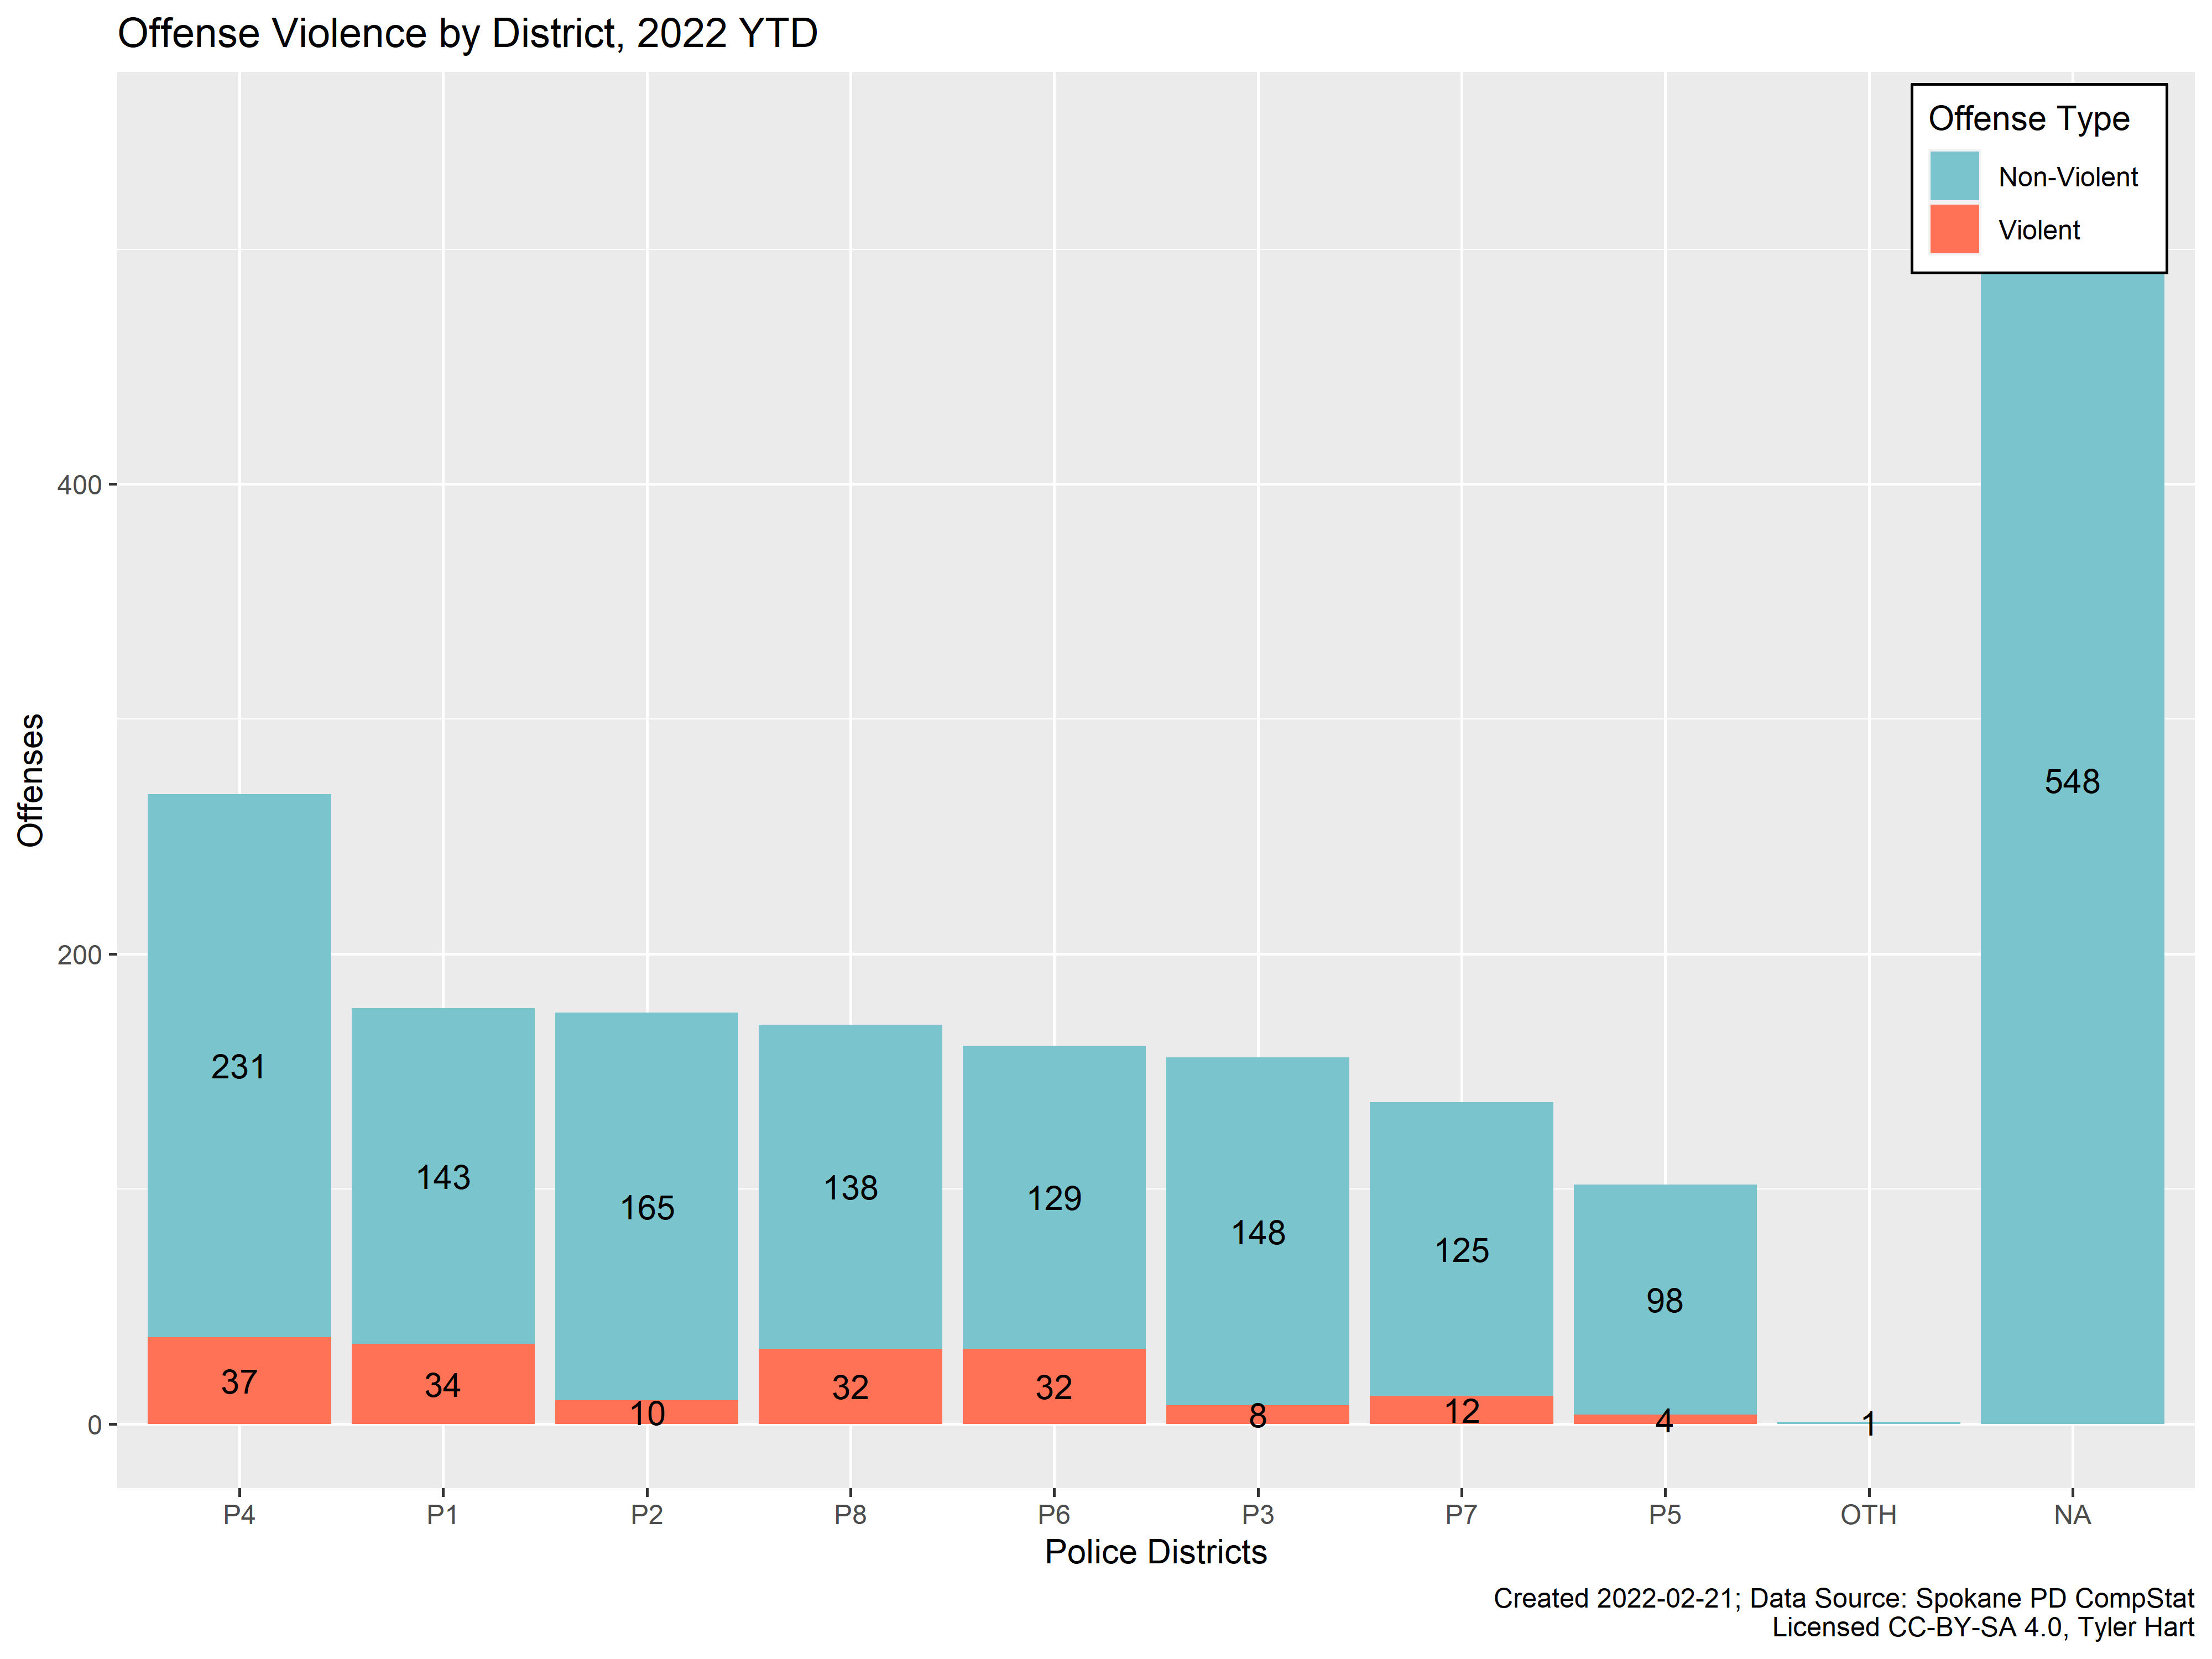 Offense Violence by District, 2022 YTD
Offense Type
Non-Violent
Violent
Offenses
400
200
0
231
37
143
34
165
10
138
32
129
32
148
8
125
12
98
4
1
548
P4 P1 P2 P8 P6 P3 P7 P5 OTH NA
Police Districts
Created 2022-02-21; Data Source: Spokane PD CompStat
Licensed CC-BY-SA 4.0, Tyler Hart